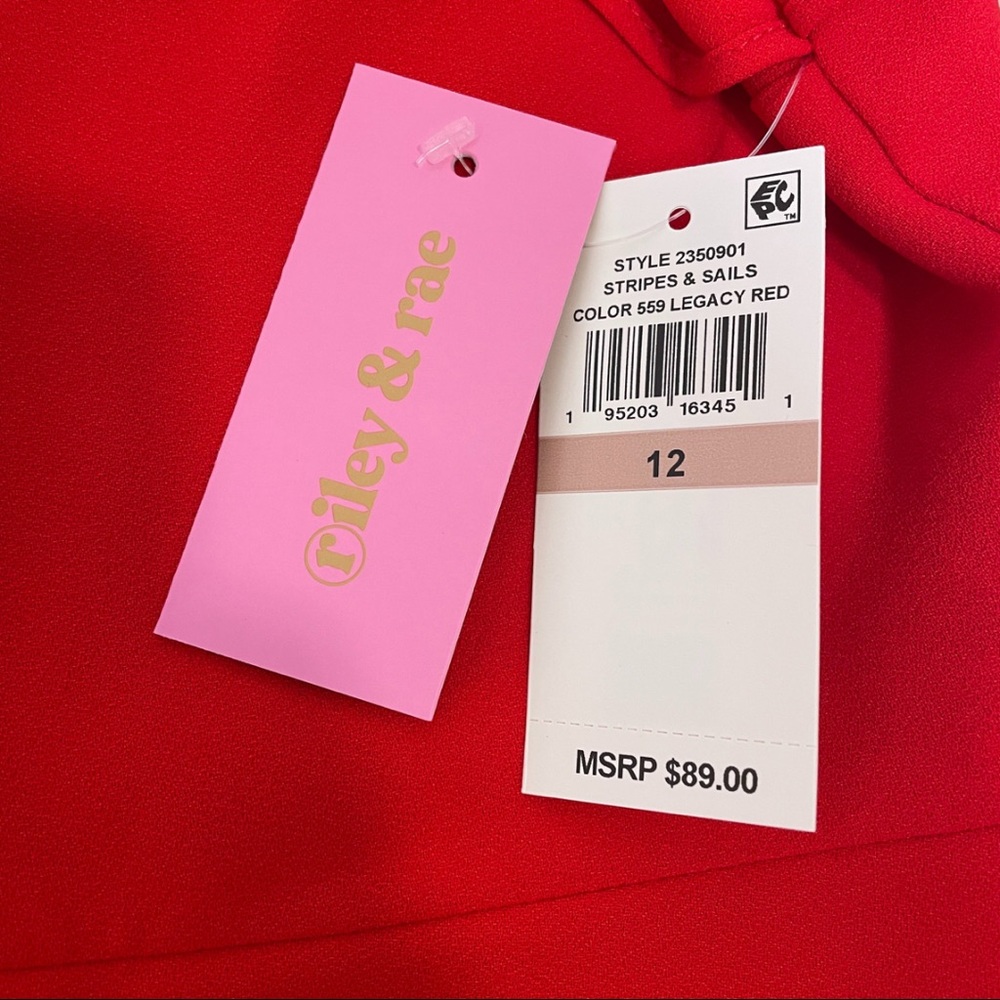 riley & rae
EPC
TM
STYLE 2350901
STRIPES & SAILS
COLOR 559 LEGACY RED
1 95203 16345 1
12
MSRP $89.00